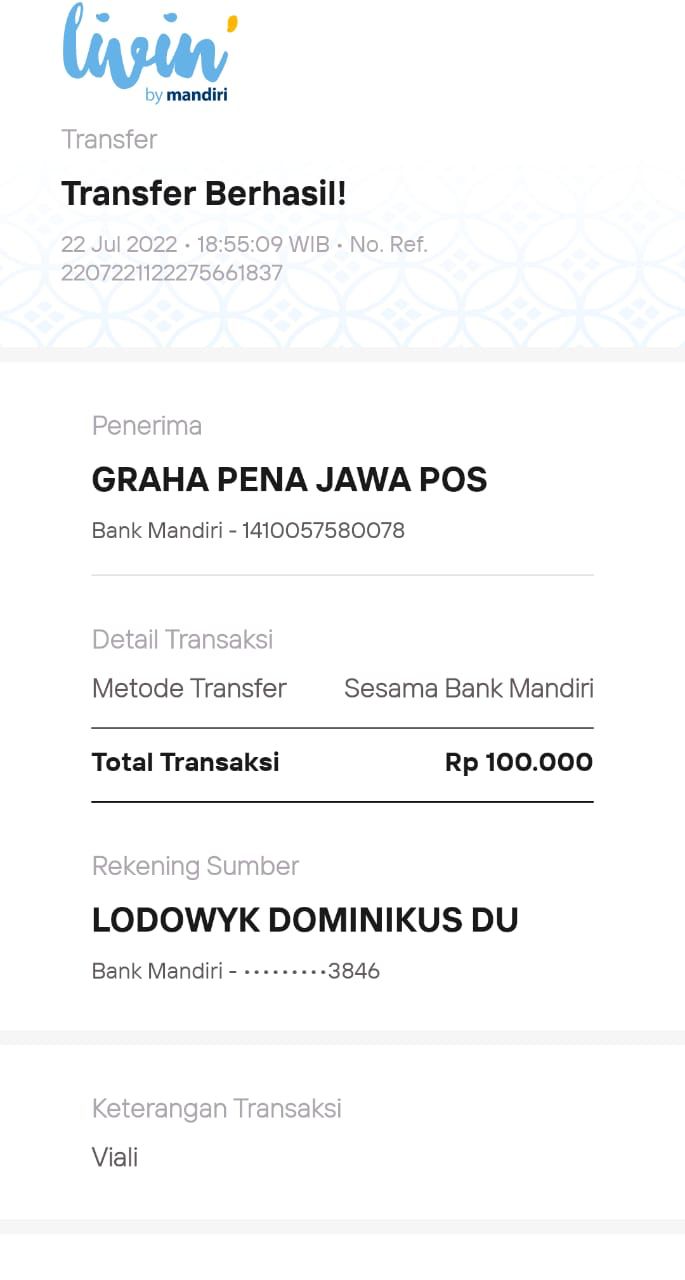 livin'
by mandiri
Transfer
Transfer Berhasil!
22 Jul 2022 • 18:55:09 WIB • No. Ref.
2207221122275661837
Penerima
GRAHA PENA JAWA POS
Bank Mandiri - 1410057580078
Detail Transaksi
Metode Transfer Sesama Bank Mandiri
Total Transaksi Rp 100.000
Rekening Sumber
LODOWYK DOMINIKUS DU
Bank Mandiri - •••••••••3846
Keterangan Transaksi
Viali